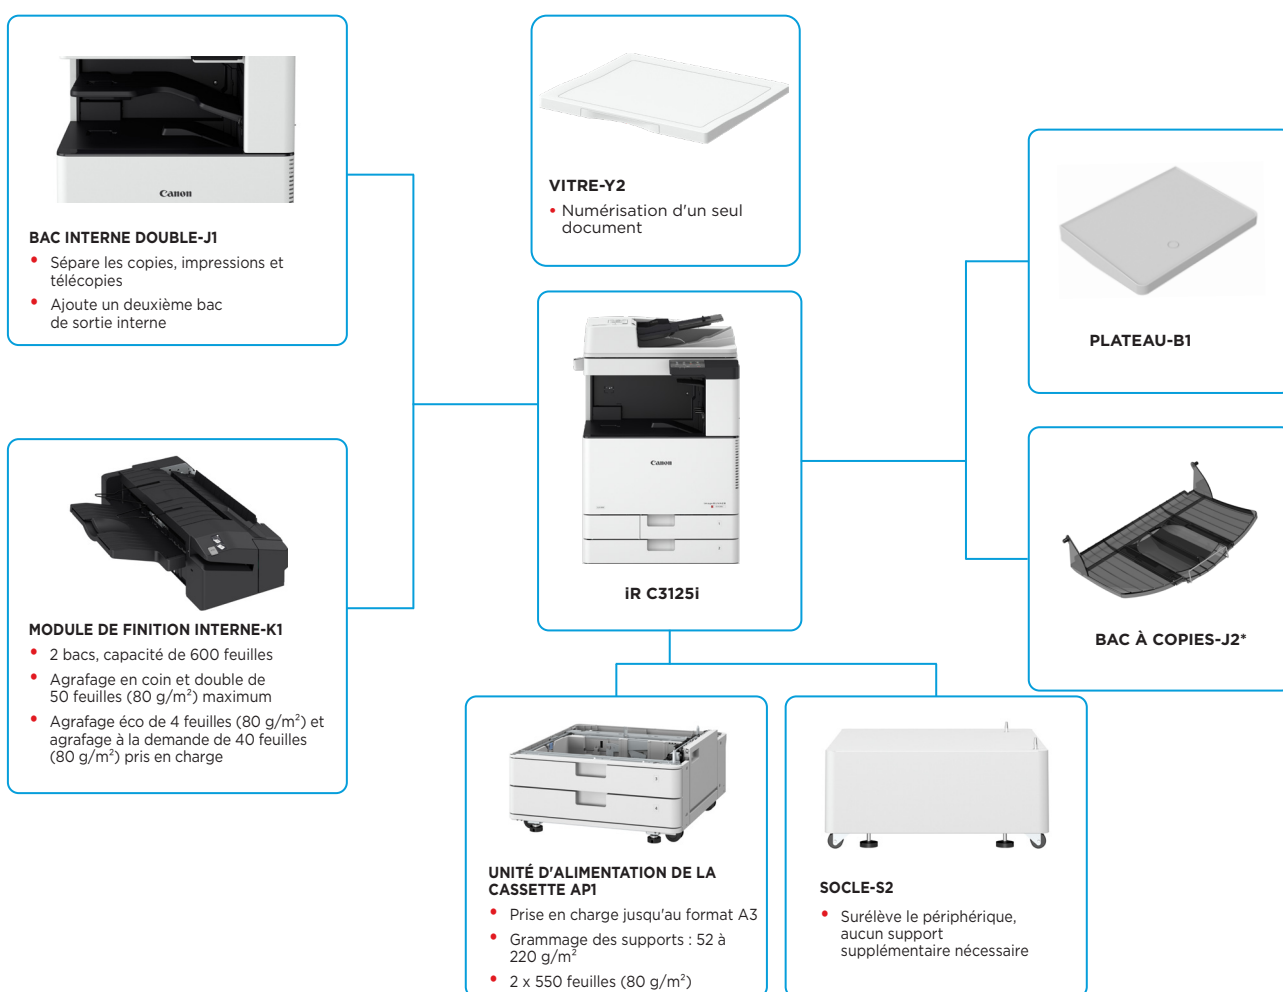 Canon
BAC INTERNE DOUBLE-J1
• Sépare les copies, impressions et
télécopies
• Ajoute un deuxième bac
de sortie interne
VITRE-Y2
• Numérisation d'un seul
document
PLATEAU-B1
Canon
iR C3125i
MODULE DE FINITION INTERNE-K1
• 2 bacs, capacité de 600 feuilles
• Agrafage en coin et double de
50 feuilles (80 g/m²) maximum
• Agrafage éco de 4 feuilles (80 g/m²) et
agrafage à la demande de 40 feuilles
(80 g/m²) pris en charge
BAC À COPIES-J2*
UNITÉ D'ALIMENTATION DE LA
CASSETTE AP1
• Prise en charge jusqu'au format A3
• Grammage des supports : 52 à
220 g/m²
• 2 x 550 feuilles (80 g/m²)
SOCLE-S2
• Surélève le périphérique,
aucun support
supplémentaire nécessaire